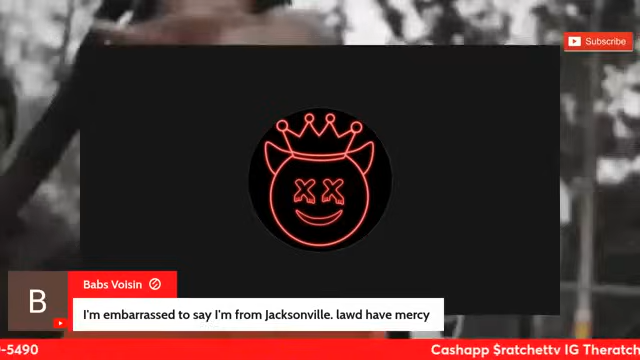 Subscribe
B
Babs Voisin
I'm embarrassed to say I'm from Jacksonville. lawd have mercy
-5490
Cashapp $ratchettv IG Theratch